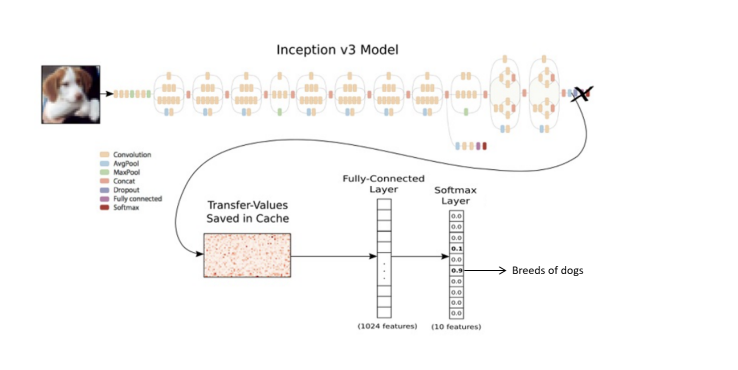 Inception v3 Model
Convolution
AvgPool
MaxPool
Concat
Dropout
Fully connected
Softmax
Transfer-Values
Saved in Cache
Fully-Connected
Layer
(1024 features)
Softmax
Layer
0.0
0.0
0.0
0.1
0.0
0.9
0.0
0.0
0.0
0.0
(10 features)
Breeds of dogs